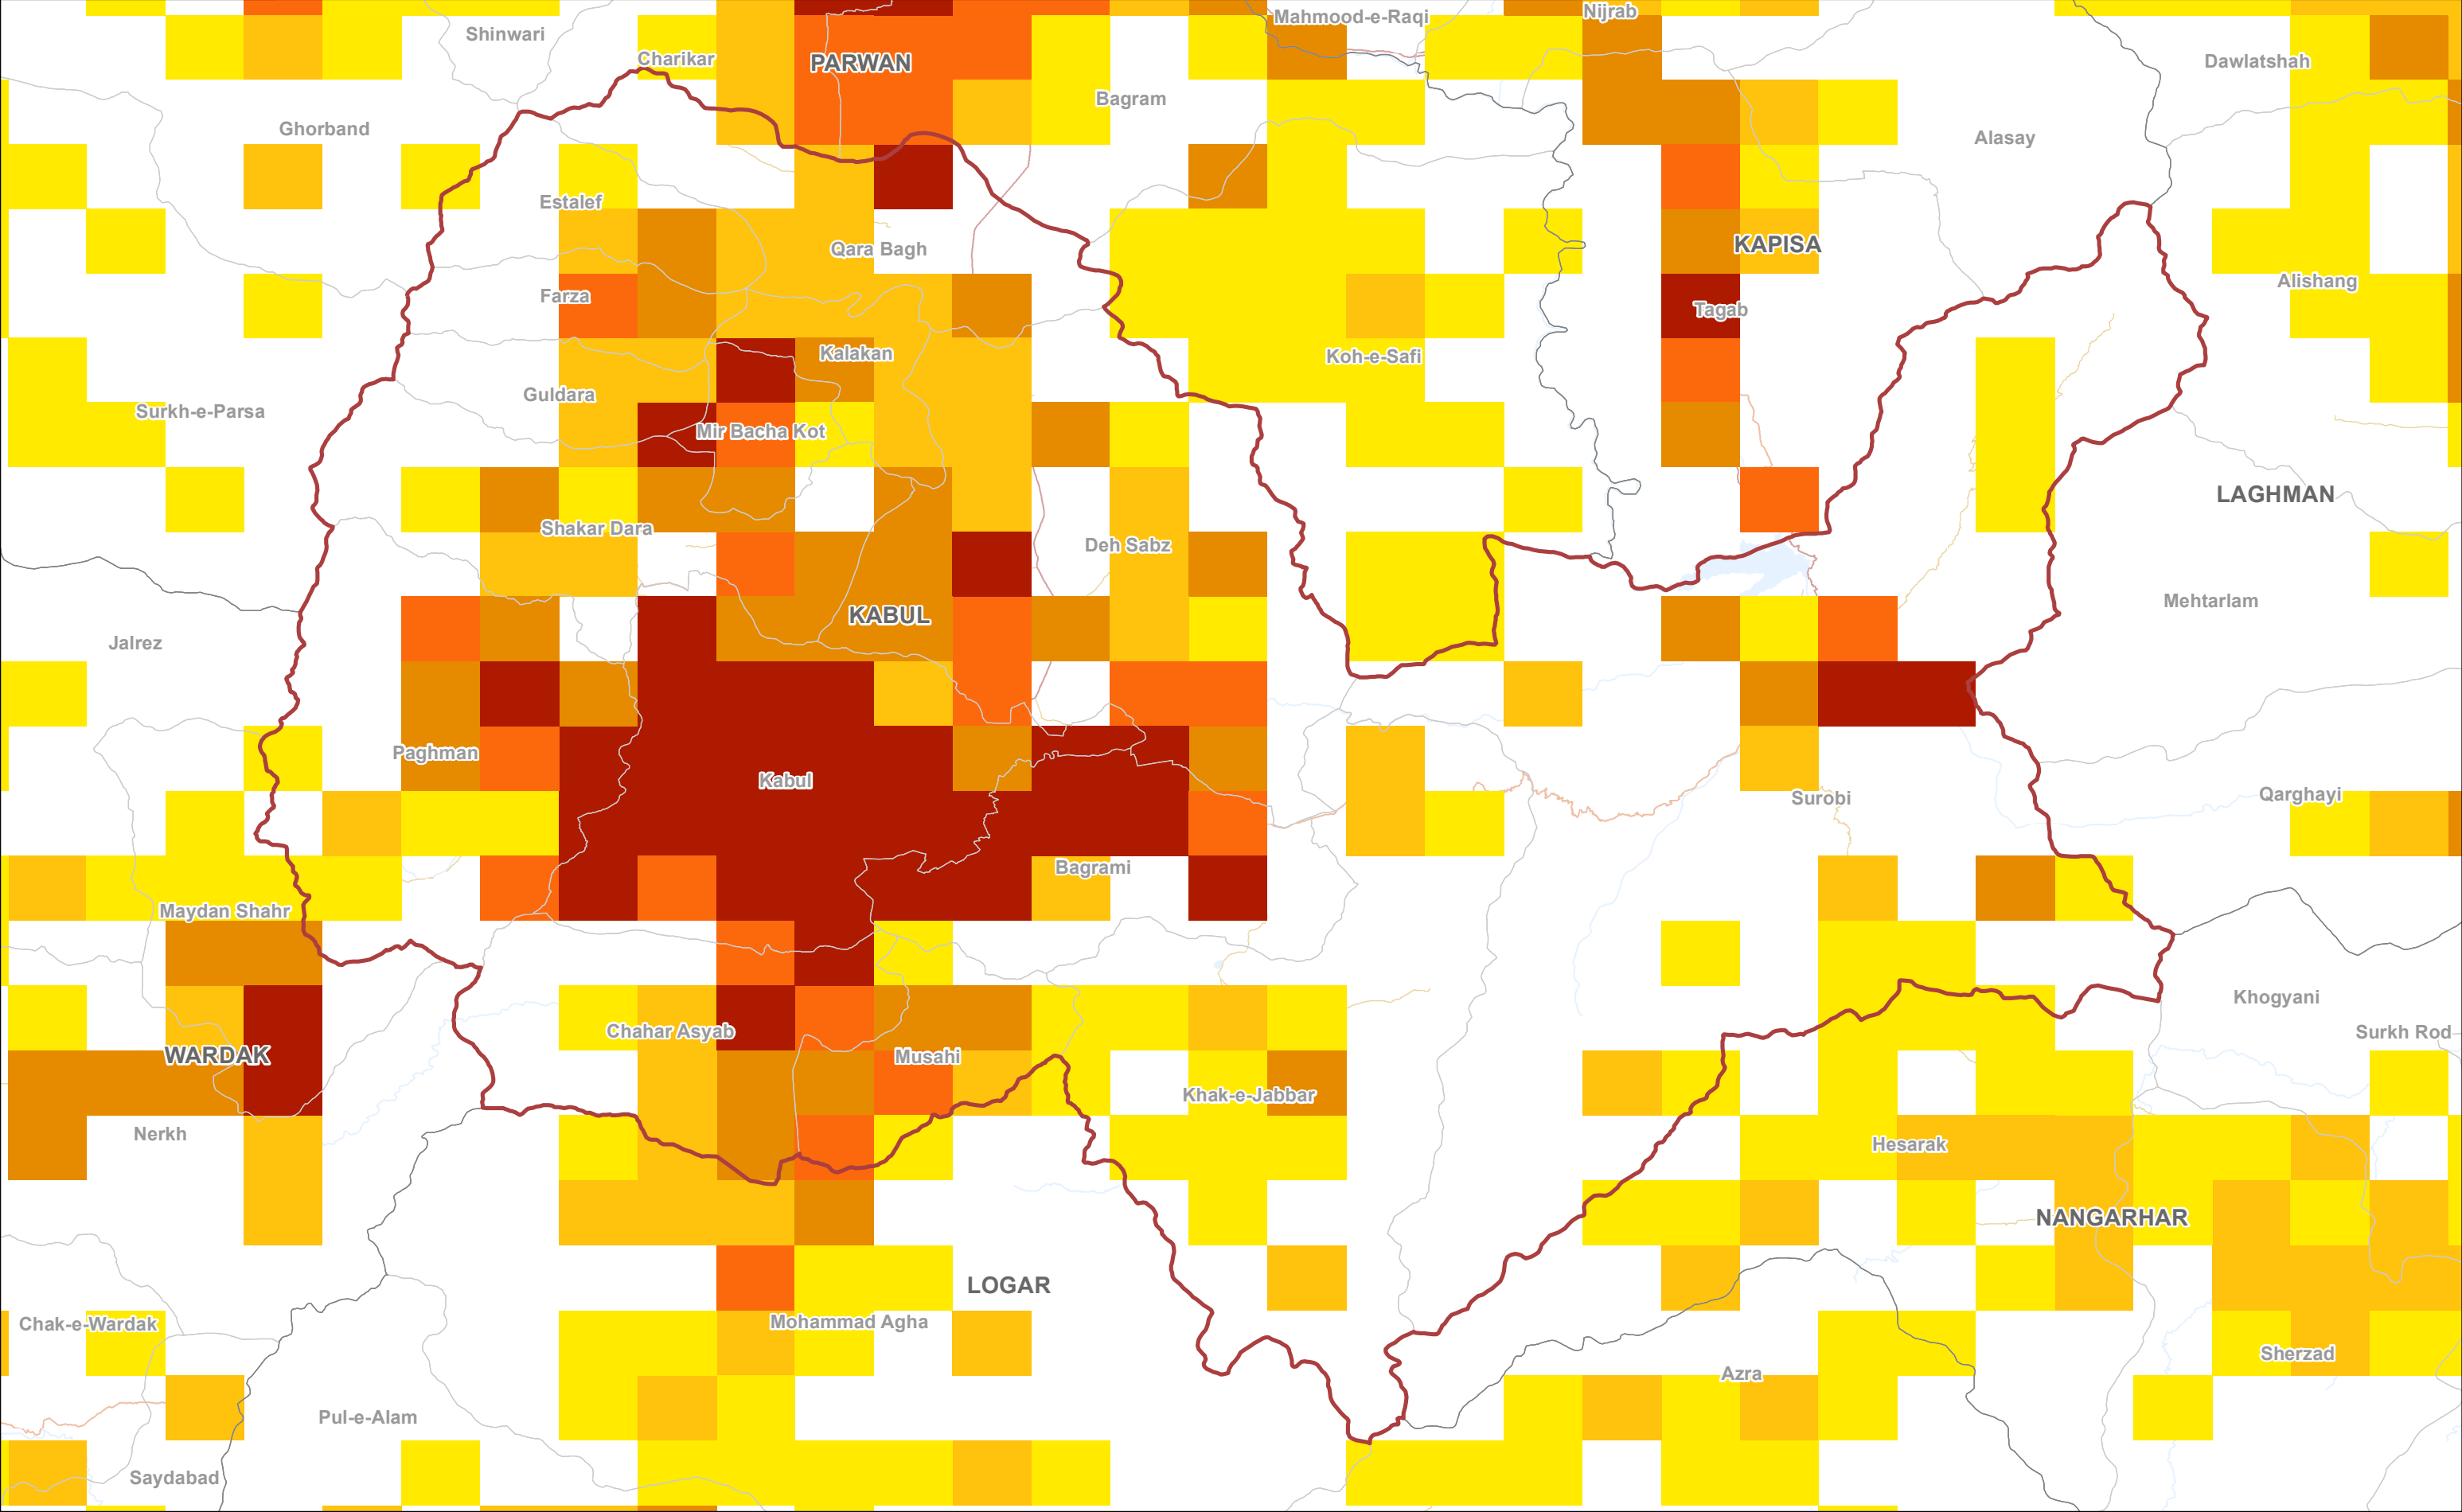 Mahmood-e-Raqi
Nijrab
Shinwari
Charikar
PARWAN
Dawlatshah
Bagram
Ghorband
Alasay
Estalef
Qara Bagh
KAPISA
Farza
Tagab
Alishang
Kalakan
Koh-e-Safi
Guldara
Surkh-e-Parsa
Mir Bacha Kot
LAGHMAN
Shakar Dara
Deh Sabz
KABUL
Mehtarlam
Jalrez
Paghman
Kabul
Surobi
Qarghayi
Bagrami
Maydan Shahr
Khogyani
Chahar Asyab
Surkh Rod
WARDAK
Musahi
Khak-e-Jabbar
Nerkh
Hesarak
NANGARHAR
LOGAR
Chak-e-Wardak
Mohammad Agha
Sherzad
Azra
Pul-e-Alam
Saydabad